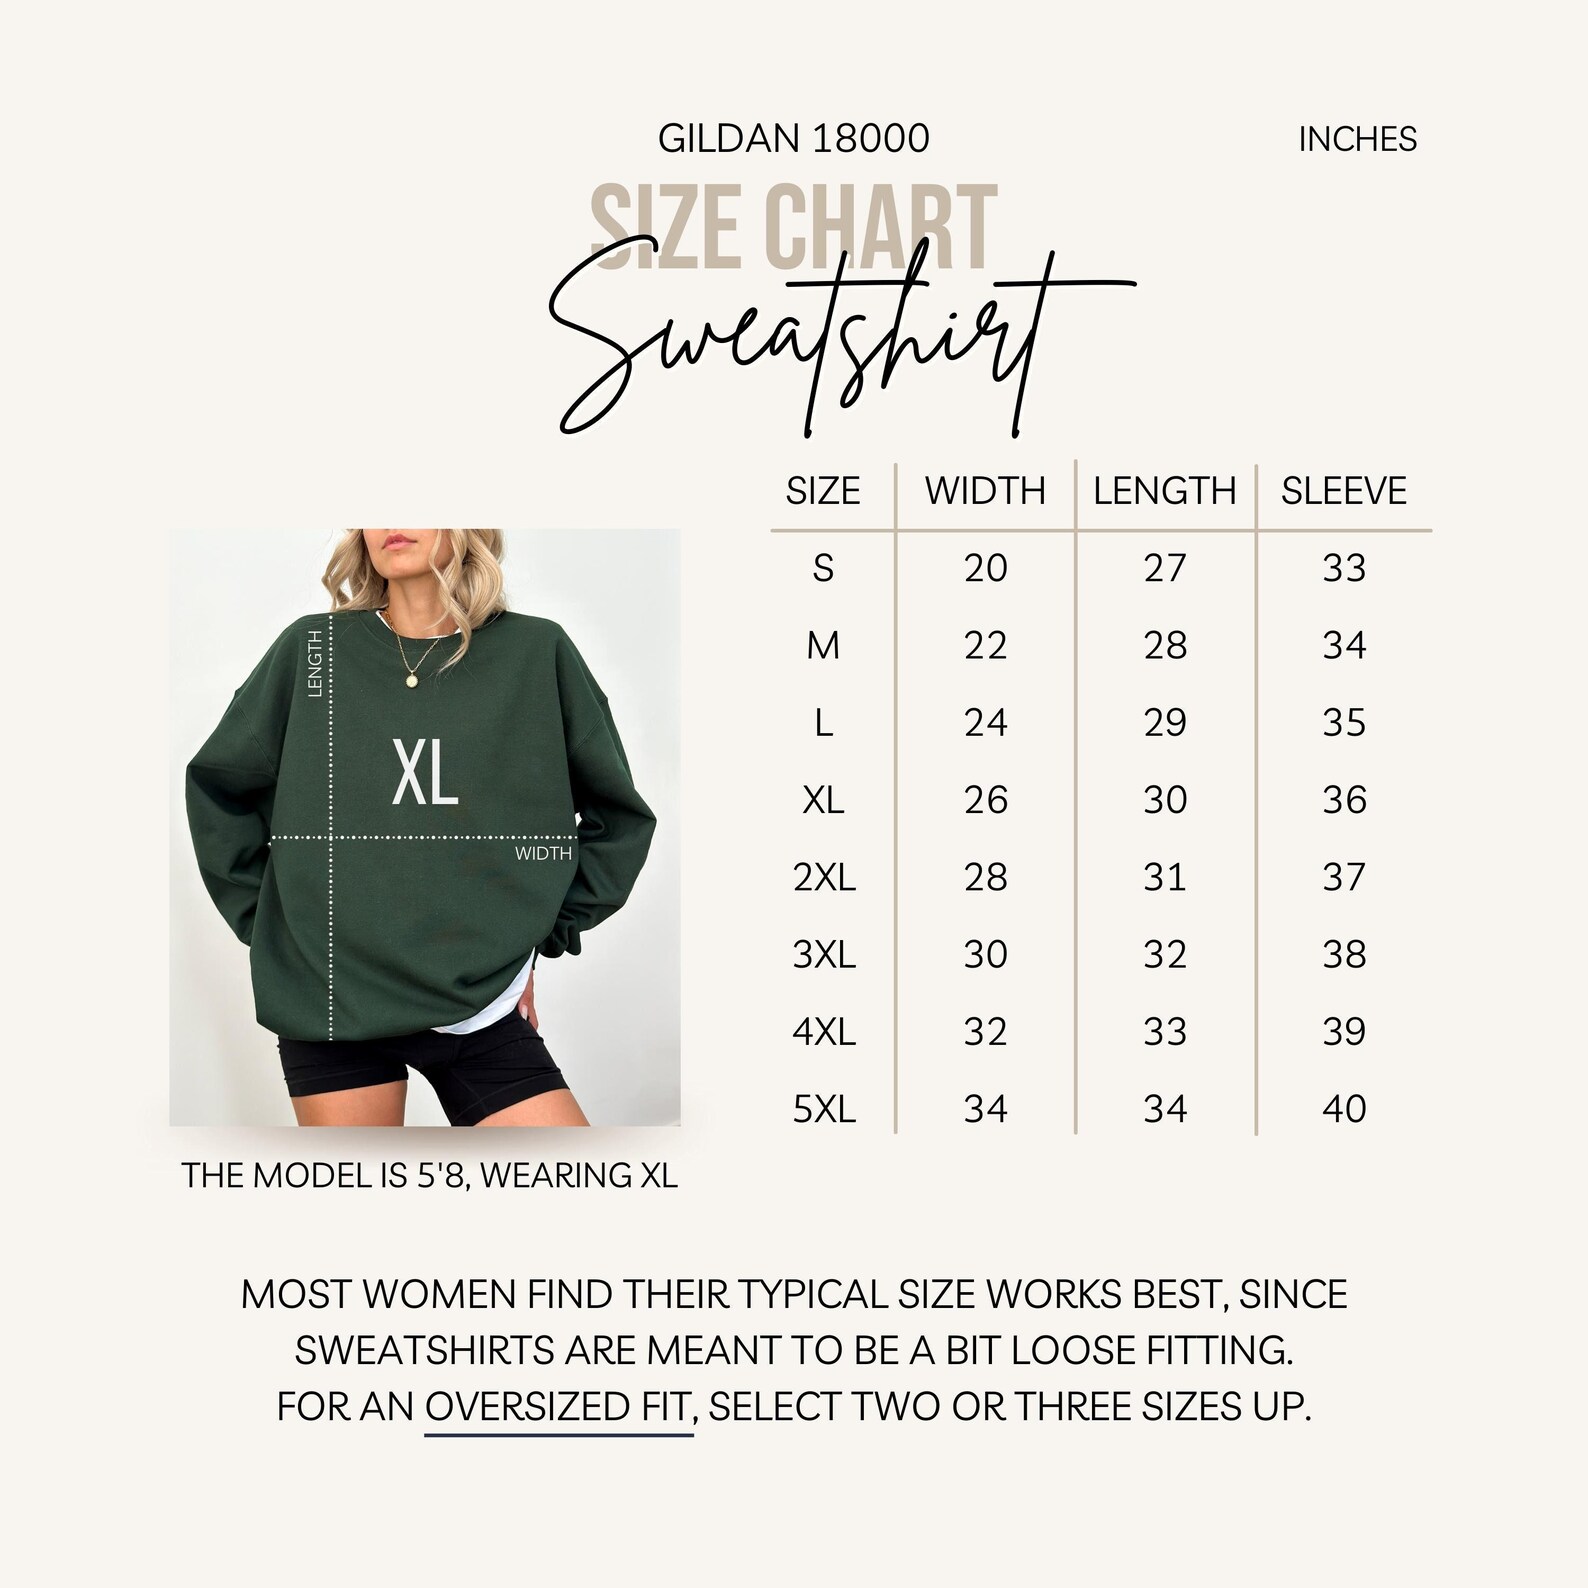 GILDAN 18000
INCHES
SIZE CHART
Sweatshirt
SIZE WIDTH LENGTH SLEEVE
S 20 27 33
M 22 28 34
L 24 29 35
XL 26 30 36
2XL 28 31 37
3XL 30 32 38
4XL 32 33 39
5XL 34 34 40
LENGTH
XL
WIDTH
THE MODEL IS 5'8, WEARING XL
MOST WOMEN FIND THEIR TYPICAL SIZE WORKS BEST, SINCE
SWEATSHIRTS ARE MEANT TO BE A BIT LOOSE FITTING.
FOR AN OVERSIZED FIT, SELECT TWO OR THREE SIZES UP.